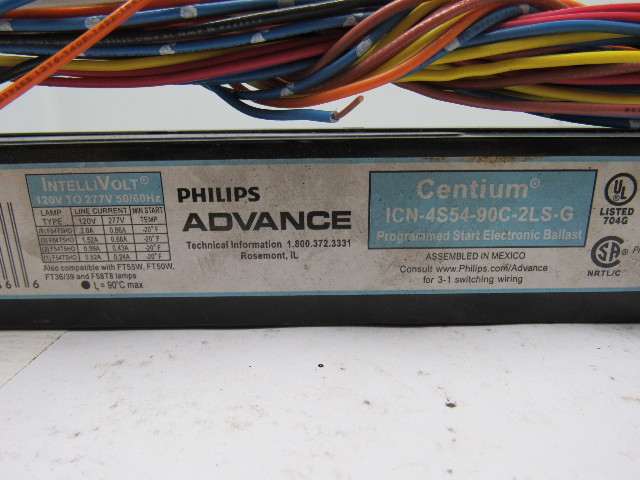 INTELLIVOLT®
120V TO 277V 50/60Hz
LAMP TYPE LINE CURRENT 120V 277V MIN START TEMP.
F54T5HO 2.0A 0.86A -20° F
F54T5HO 1.52A 0.66A -20° F
F54T5HO 0.99A 0.43A -20° F
F54T5HO 0.52A 0.24A -20° F
Also compatible with FT55W, FT50W,
FT36/39 and F58T8 lamps
= 90°C max
PHILIPS
ADVANCE
Technical Information 1.800.372.3331
Rosemont, IL
Centium®
ICN-4S54-90C-2LS-G
Programmed Start Electronic Ballast
ASSEMBLED IN MEXICO
Consult www.Philips.com/Advance
for 3-1 switching wiring
UL
LISTED
704G
SA
®
NRTL/C